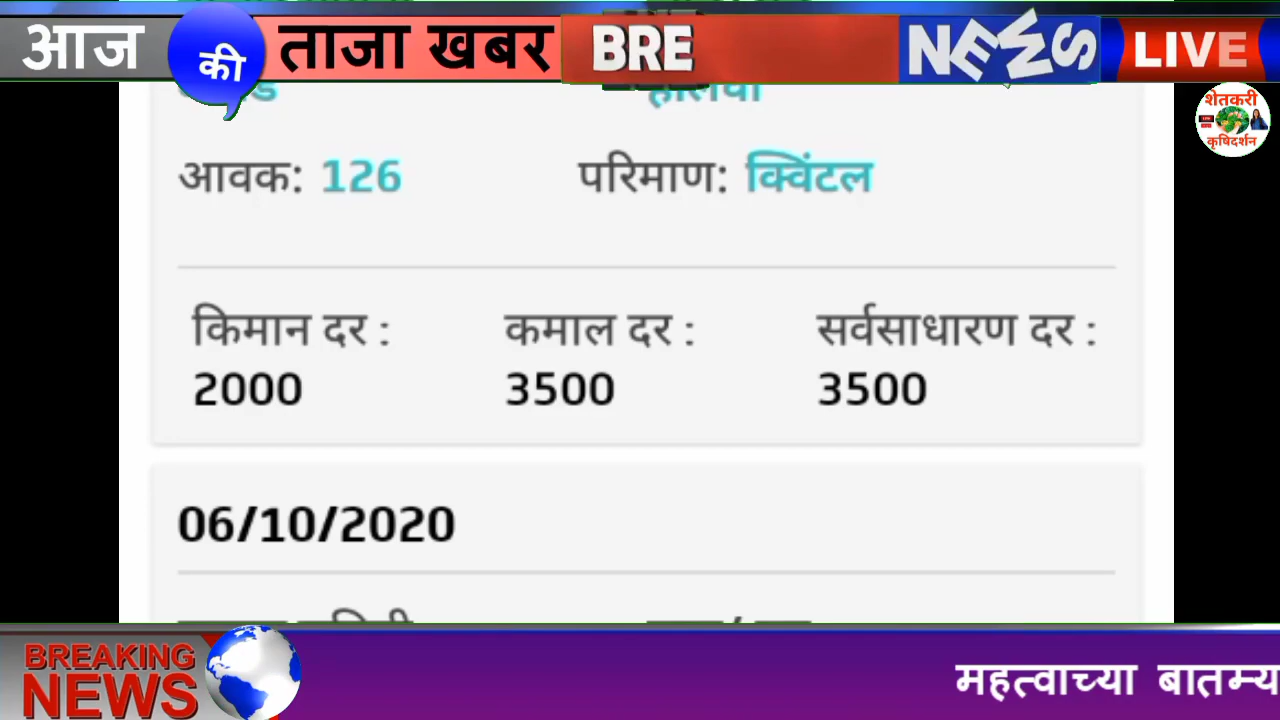 आज की ताजा खबर BRE NEWS LIVE
शेतकरी
कृषिदर्शन
आवक: 126 परिमाण: क्विंटल
किमान दर : कमाल दर : सर्वसाधारण दर :
2000 3500 3500
06/10/2020
BREAKING
NEWS
महत्वाच्या बातम्य